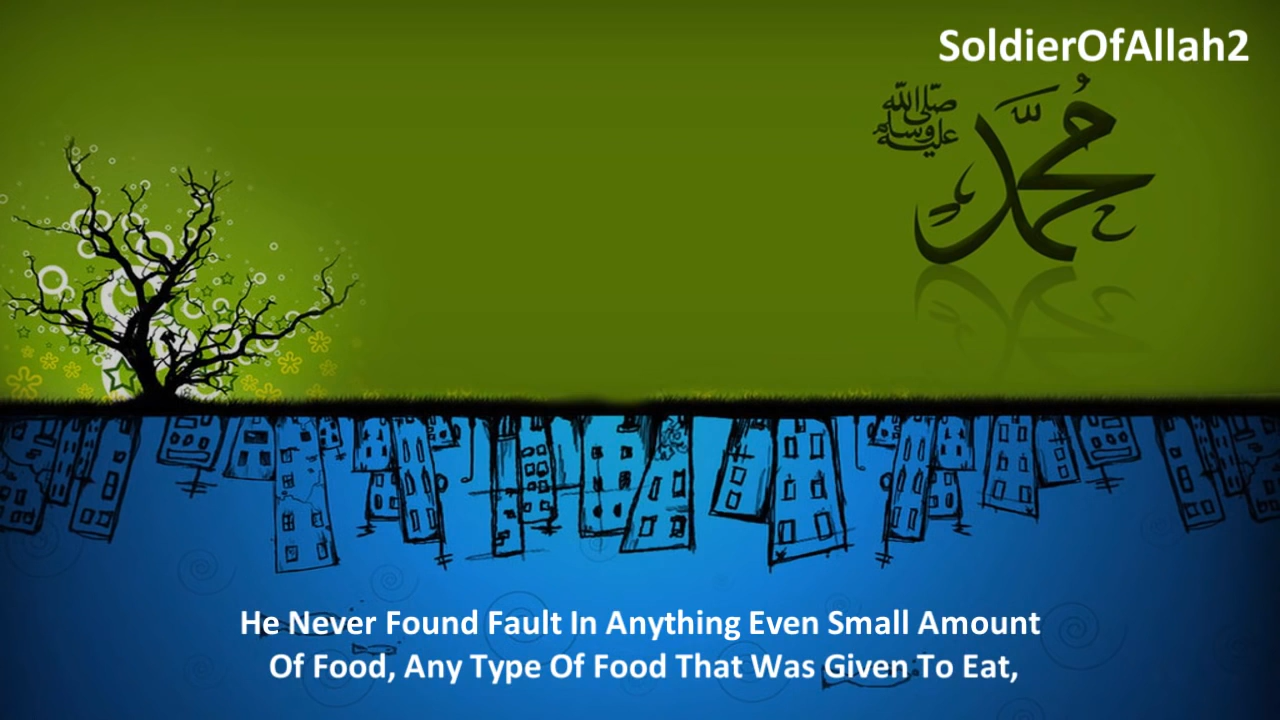 SoldierOfAllah2
صلى الله
عليه وسلم
محمد
He Never Found Fault In Anything Even Small Amount
Of Food, Any Type Of Food That Was Given To Eat,